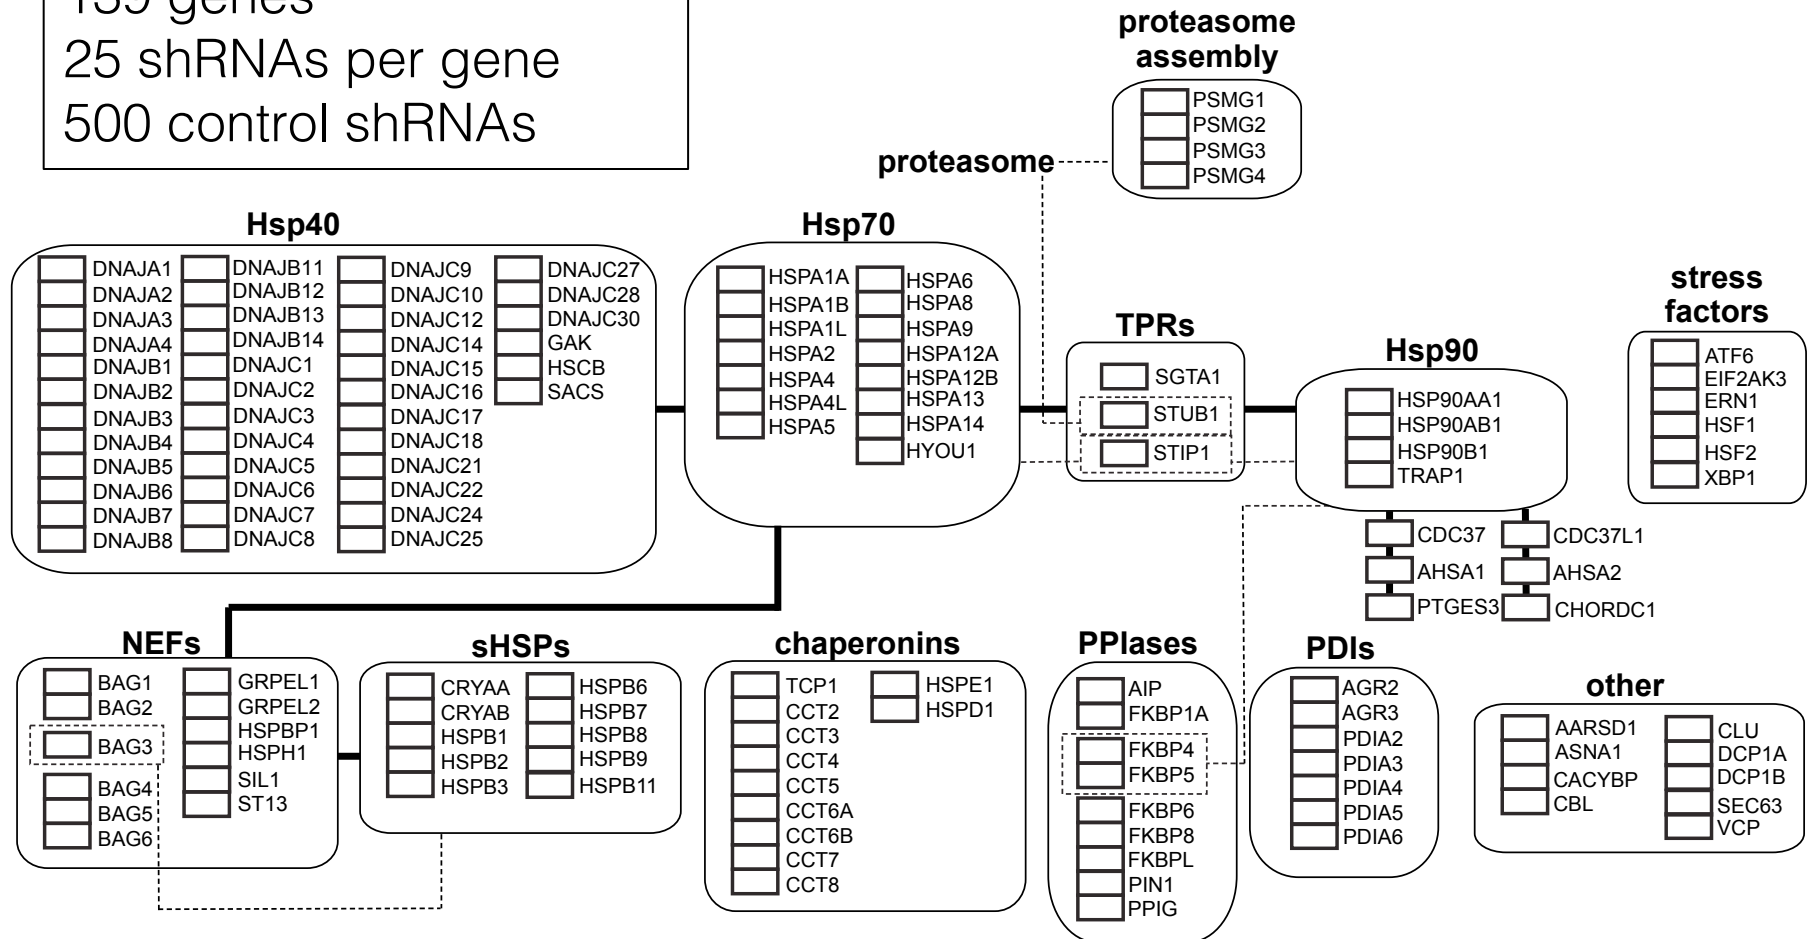 139 genes
25 shRNAs per gene
500 control shRNAs
proteasome
assembly
PSMG1
PSMG2
PSMG3
PSMG4
proteasome
Hsp40
DNAJA1
DNAJA2
DNAJA3
DNAJA4
DNAJB1
DNAJB2
DNAJB3
DNAJB4
DNAJB5
DNAJB6
DNAJB7
DNAJB8
DNAJB11
DNAJB12
DNAJB13
DNAJB14
DNAJC1
DNAJC2
DNAJC3
DNAJC4
DNAJC5
DNAJC6
DNAJC7
DNAJC8
DNAJC9
DNAJC10
DNAJC12
DNAJC14
DNAJC15
DNAJC16
DNAJC17
DNAJC18
DNAJC21
DNAJC22
DNAJC24
DNAJC25
DNAJC27
DNAJC28
DNAJC30
GAK
HSCB
SACS
Hsp70
HSPA1A
HSPA1B
HSPA1L
HSPA2
HSPA4
HSPA4L
HSPA5
HSPA6
HSPA8
HSPA9
HSPA12A
HSPA12B
HSPA13
HSPA14
HYOU1
TPRs
SGTA1
STUB1
STIP1
Hsp90
HSP90AA1
HSP90AB1
HSP90B1
TRAP1
CDC37
AHSA1
PTGES3
CDC37L1
AHSA2
CHORDC1
stress
factors
ATF6
EIF2AK3
ERN1
HSF1
HSF2
XBP1
NEFs
BAG1
BAG2
BAG3
BAG4
BAG5
BAG6
GRPEL1
GRPEL2
HSPBP1
HSPH1
SIL1
ST13
sHSPs
CRYAA
CRYAB
HSPB1
HSPB2
HSPB3
HSPB6
HSPB7
HSPB8
HSPB9
HSPB11
chaperonins
TCP1
CCT2
CCT3
CCT4
CCT5
CCT6A
CCT6B
CCT7
CCT8
HSPE1
HSPD1
PPIases
AIP
FKBP1A
FKBP4
FKBP5
FKBP6
FKBP8
FKBPL
PIN1
PPIG
PDIs
AGR2
AGR3
PDIA2
PDIA3
PDIA4
PDIA5
PDIA6
other
AARSD1
ASNA1
CACYBP
CBL
CLU
DCP1A
DCP1B
SEC63
VCP